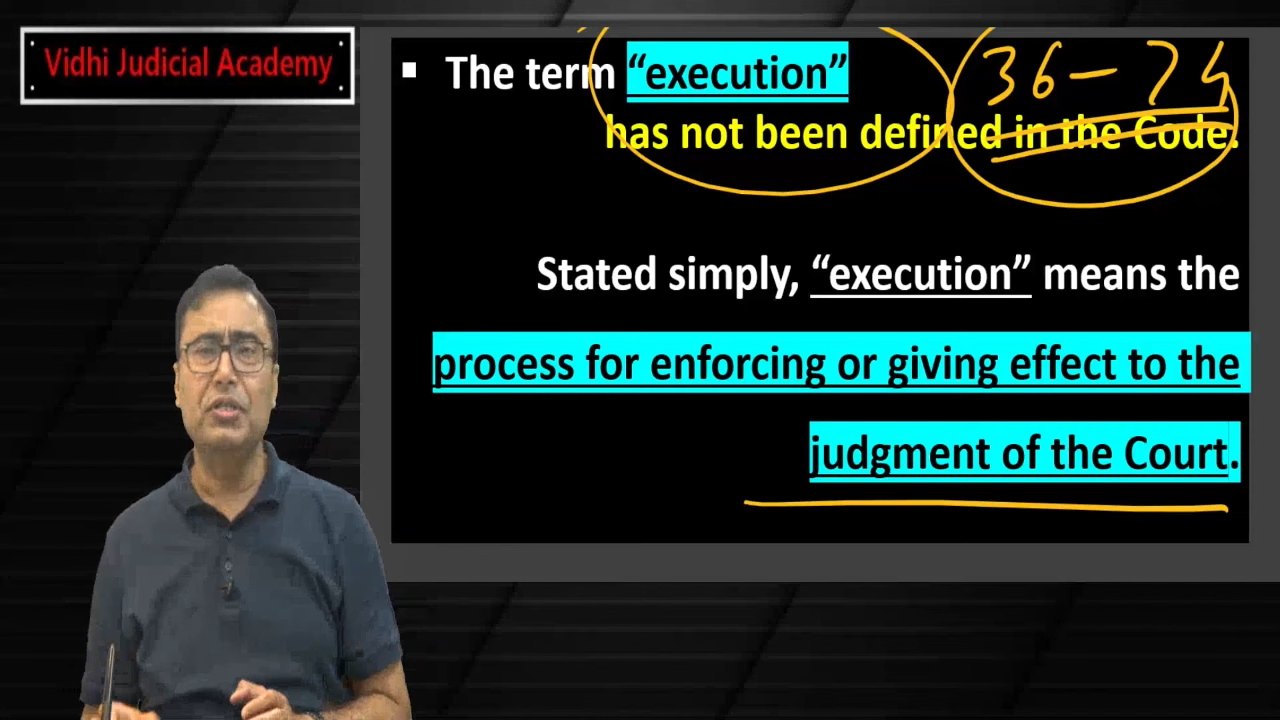 Vidhi Judicial Academy
▪ The term “execution” 36 – 74
has not been defined in the Code.
Stated simply, “execution” means the
process for enforcing or giving effect to the
judgment of the Court.